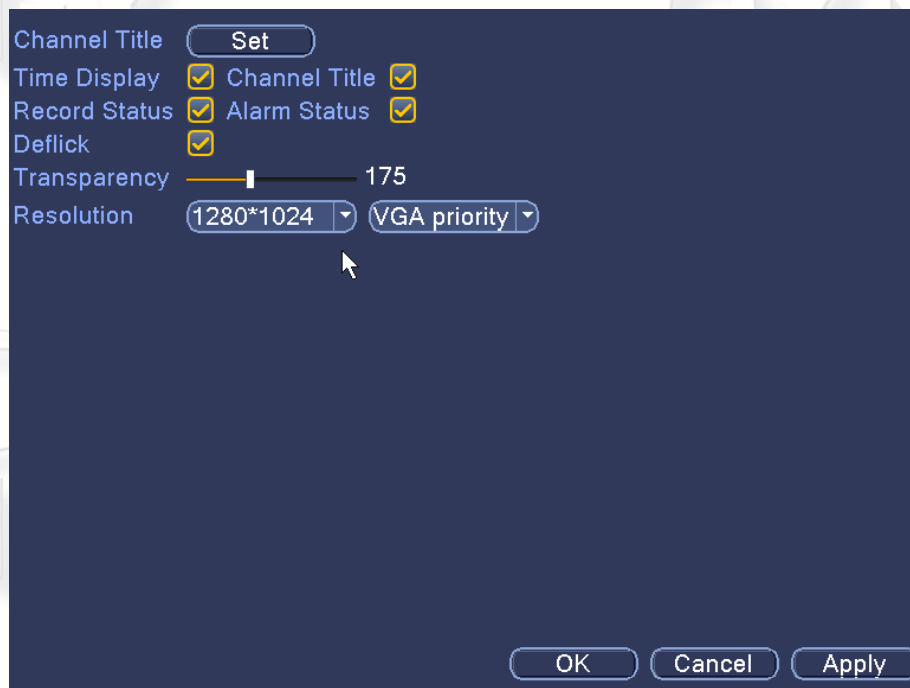 Channel Title Set
Time Display Channel Title
Record Status Alarm Status
Deflick
Transparency 175
Resolution 1280*1024 VGA priority
OK Cancel Apply